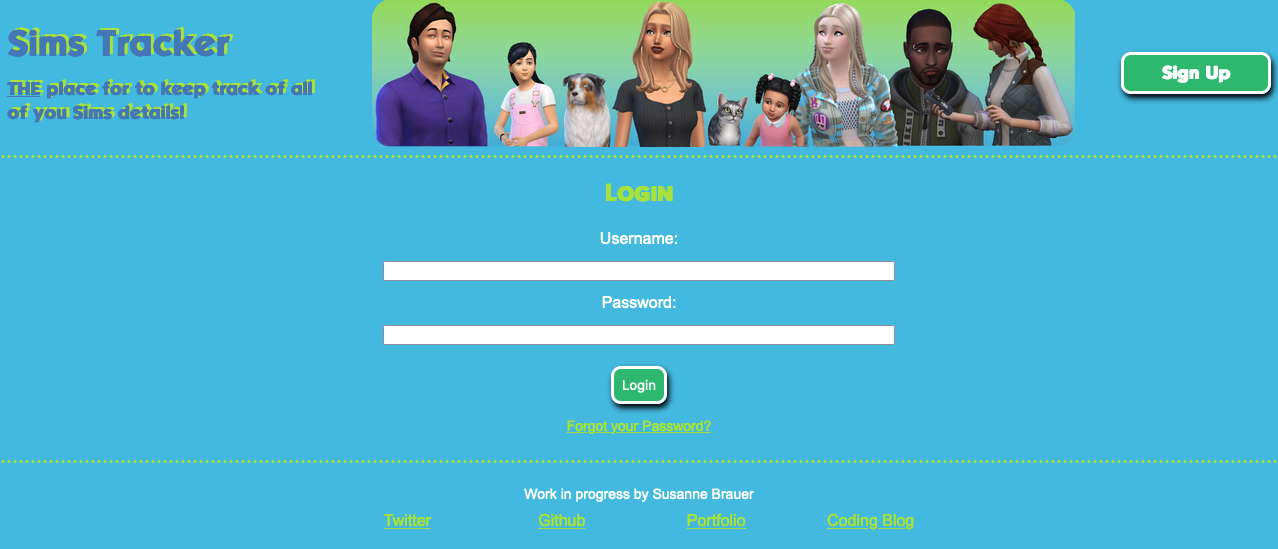 Sims Tracker
THE place for to keep track of all
of you Sims details!
Sign Up
Login
Username:
Password:
Login
Forgot your Password?
Work in progress by Susanne Brauer
Twitter Github Portfolio Coding Blog